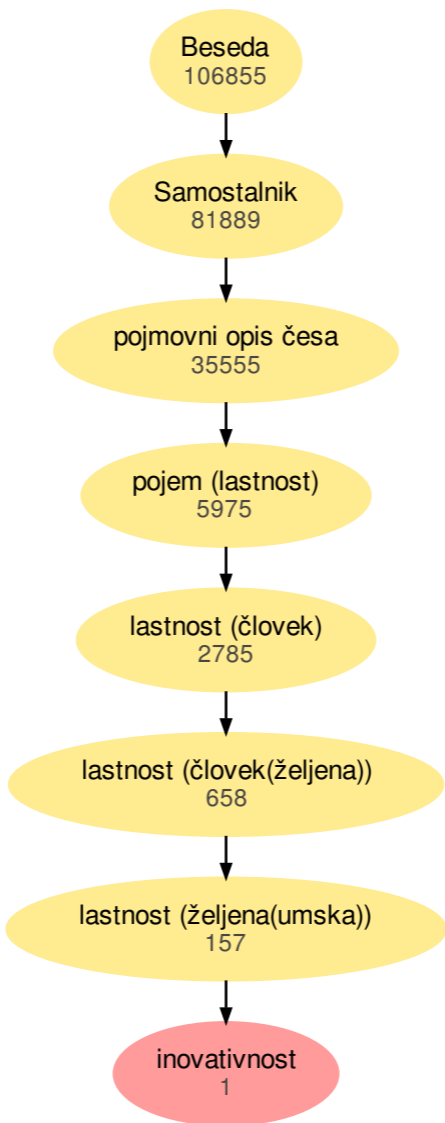 Beseda
106855
Samostalnik
81889
pojmovni opis česa
35555
pojem (lastnost)
5975
lastnost (človek)
2785
lastnost (človek(željena))
658
lastnost (željena(umska))
157
inovativnost
1